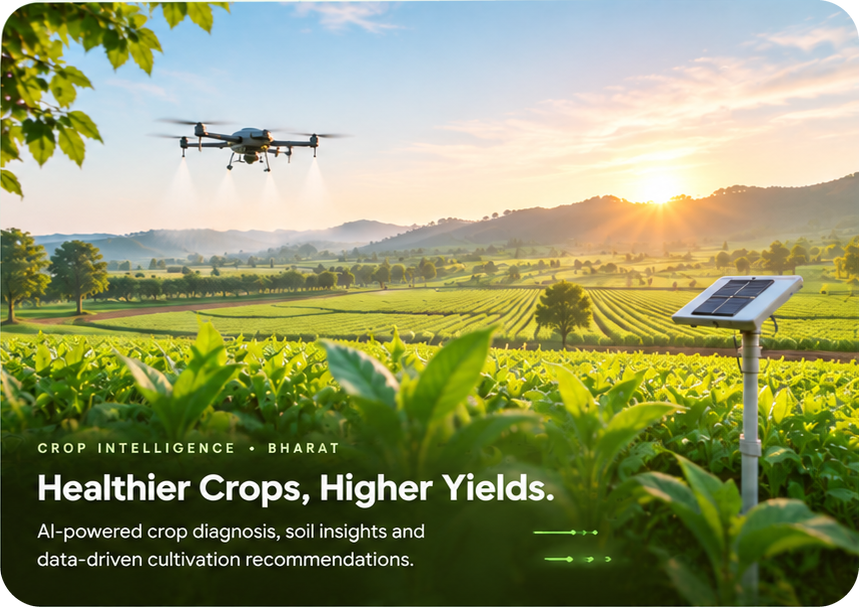 CROP INTELLIGENCE • BHARAT
Healthier Crops, Higher Yields.
AI-powered crop diagnosis, soil insights and
data-driven cultivation recommendations.